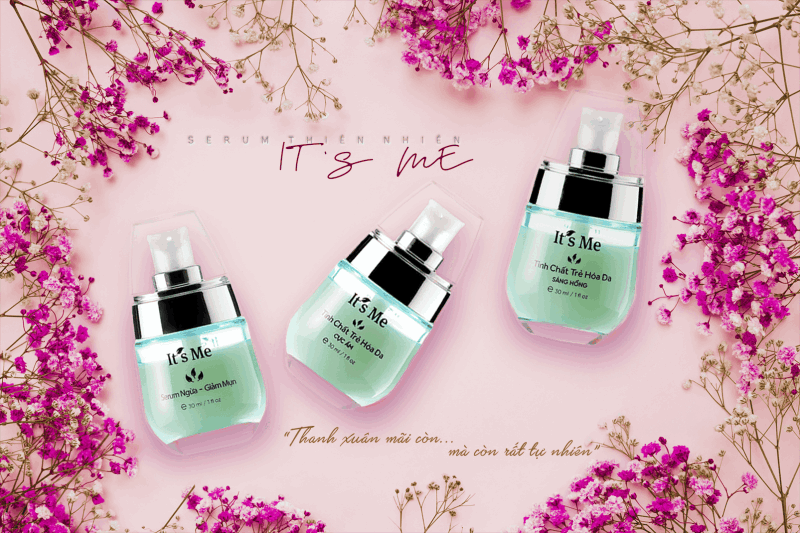 SERUM THIÊN NHIÊN
IT's ME
It's Me
Serum Ngừa - Giảm Mụn
℮ 30 ml / 1 fl oz
It's Me
Tinh Chất Trẻ Hóa Da
CỰC ẨM
℮ 30 ml / 1 fl oz
It's Me
Tinh Chất Trẻ Hóa Da
SÁNG HỒNG
℮ 30 ml / 1 fl oz
"Thanh xuân mãi còn...
mà còn rất tự nhiên"